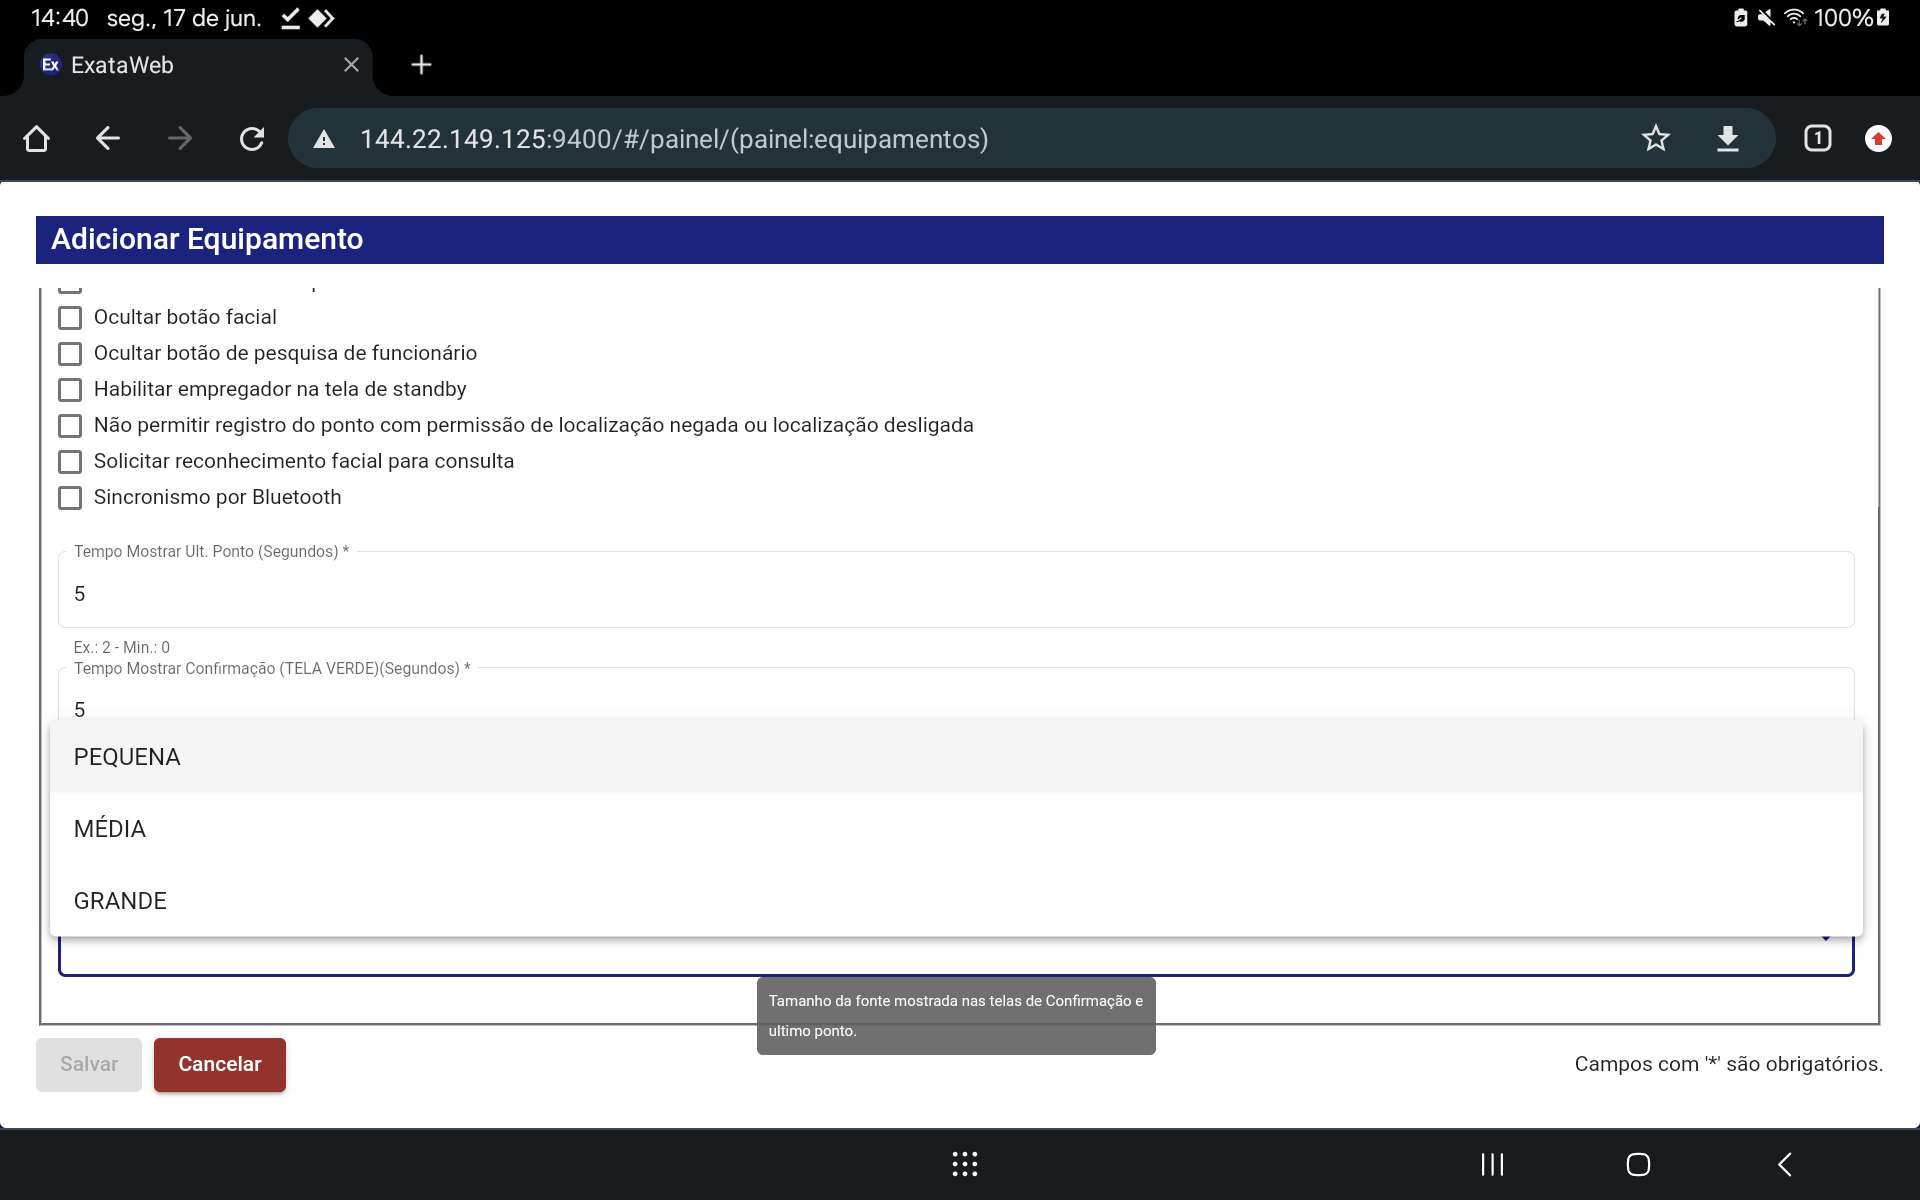 14:40 seg., 17 de jun.
100%
Ex ExataWeb
144.22.149.125:9400/#/painel/(painel:equipamentos)
1
Adicionar Equipamento
Ocultar botão facial
Ocultar botão de pesquisa de funcionário
Habilitar empregador na tela de standby
Não permitir registro do ponto com permissão de localização negada ou localização desligada
Solicitar reconhecimento facial para consulta
Sincronismo por Bluetooth
Tempo Mostrar Ult. Ponto (Segundos) *
5
Ex.: 2 - Min.: 0
Tempo Mostrar Confirmação (TELA VERDE)(Segundos) *
5
PEQUENA
MÉDIA
GRANDE
Tamanho da fonte mostrada nas telas de Confirmação e
ultimo ponto.
Salvar
Cancelar
Campos com '*' são obrigatórios.